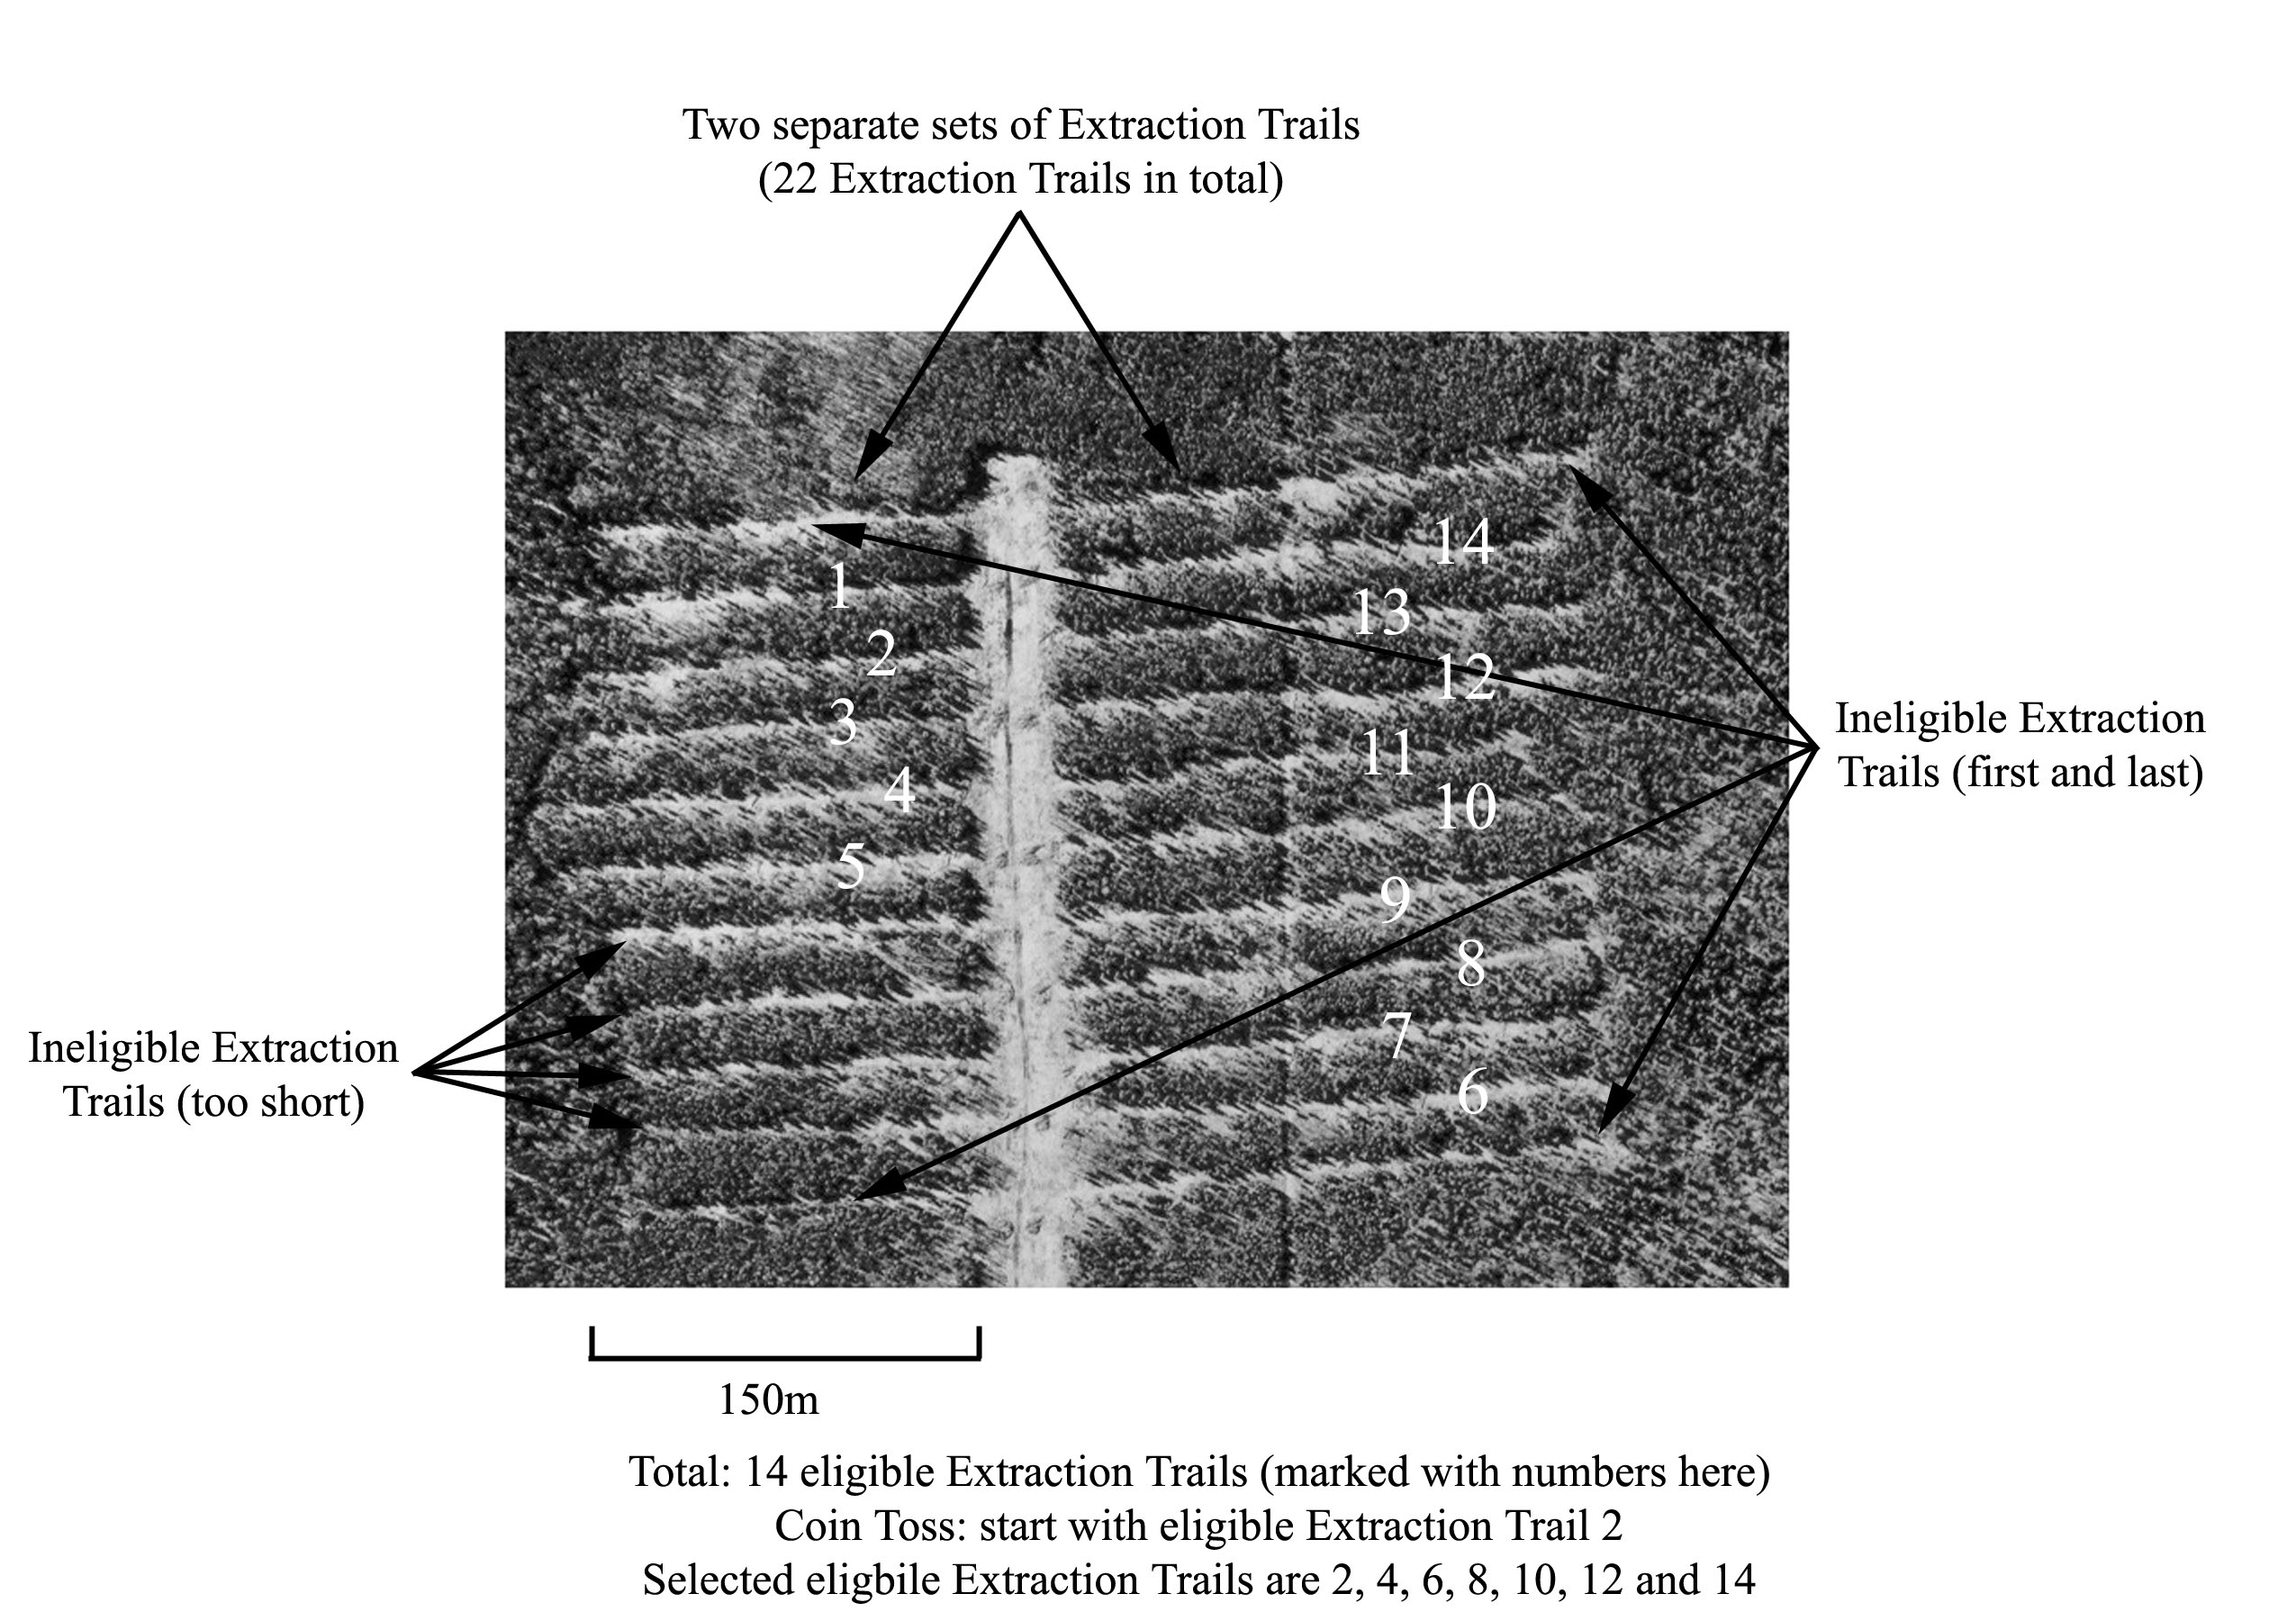 Two separate sets of Extraction Trails
(22 Extraction Trails in total)
14
1
13
2
12
3
11
Ineligible Extraction
Trails (first and last)
4
10
5
9
8
7
Ineligible Extraction
Trails (too short)
6
150m
Total: 14 eligible Extraction Trails (marked with numbers here)
Coin Toss: start with eligible Extraction Trail 2
Selected eligbile Extraction Trails are 2, 4, 6, 8, 10, 12 and 14